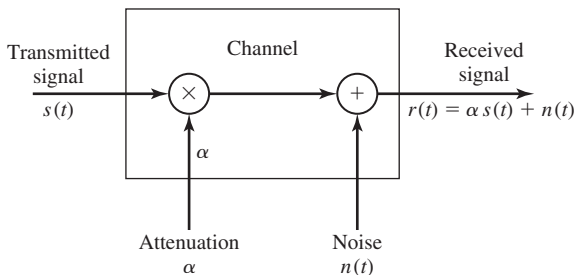 Transmitted
signal
s(t)
Channel
×
+
α
Received
signal
r(t) = α s(t) + n(t)
Attenuation
α
Noise
n(t)